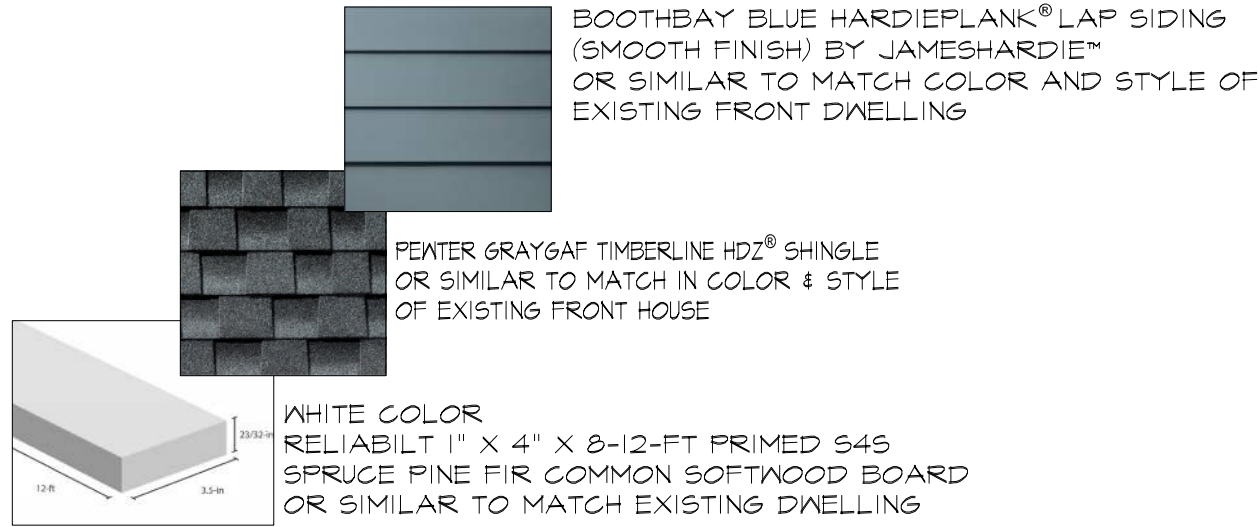 BOOTHBAY BLUE HARDIEPLANK® LAP SIDING
(SMOOTH FINISH) BY JAMESHARDIE™
OR SIMILAR TO MATCH COLOR AND STYLE OF
EXISTING FRONT DWELLING
PEWTER GRAYGAF TIMBERLINE HDZ® SHINGLE
OR SIMILAR TO MATCH IN COLOR & STYLE
OF EXISTING FRONT HOUSE
WHITE COLOR
RELIABILT 1" X 4" X 8-12-FT PRIMED S4S
SPRUCE PINE FIR COMMON SOFTWOOD BOARD
OR SIMILAR TO MATCH EXISTING DWELLING
23/32-in
12-ft
3.5-in